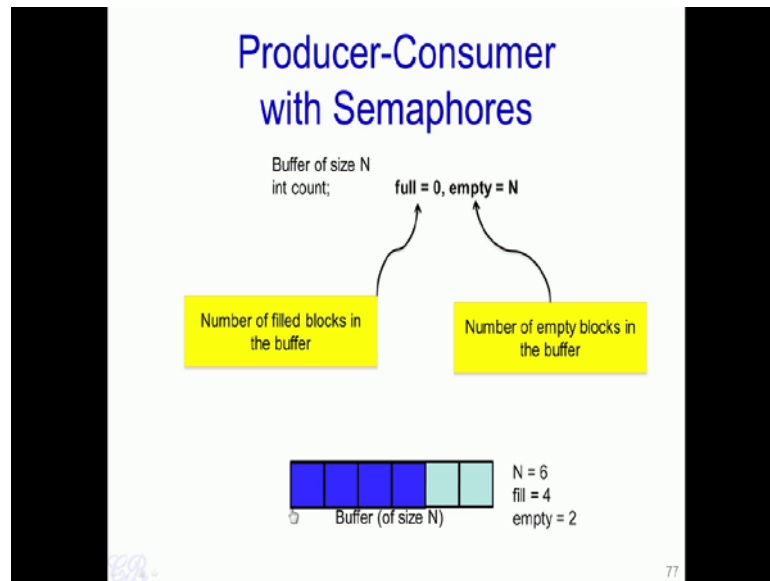 Producer-Consumer
with Semaphores
Buffer of size N
int count; full = 0, empty = N
Number of filled blocks in
the buffer
Number of empty blocks in
the buffer
N = 6
fill = 4
empty = 2
Buffer (of size N)
77